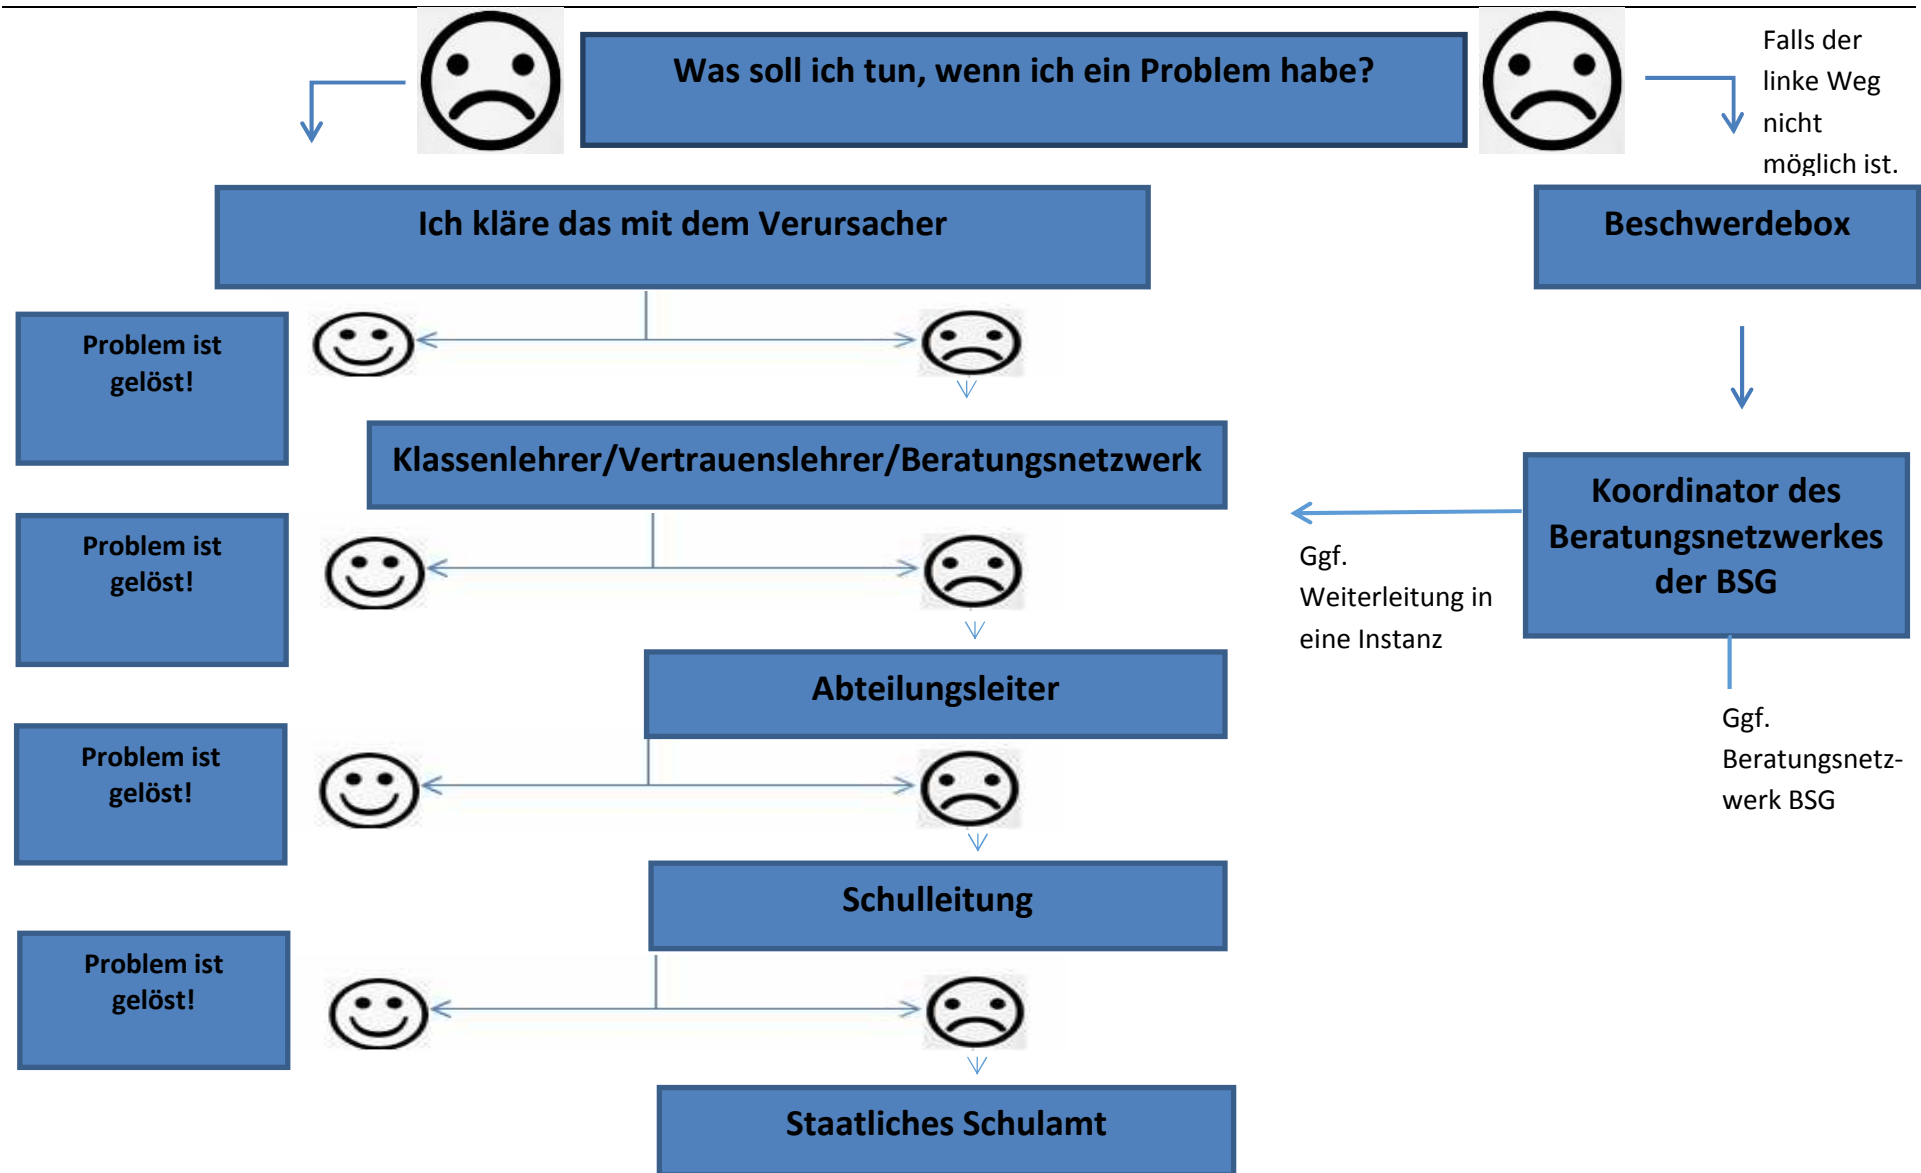 Was soll ich tun, wenn ich ein Problem habe?
Falls der
linke Weg
nicht
möglich ist.
Ich kläre das mit dem Verursacher
Beschwerdebox
Problem ist
gelöst!
Klassenlehrer/Vertrauenslehrer/Beratungsnetzwerk
Koordinator des
Beratungsnetzwerkes
der BSG
Problem ist
gelöst!
Ggf.
Weiterleitung in
eine Instanz
Abteilungsleiter
Ggf.
Beratungsnetz-
werk BSG
Problem ist
gelöst!
Schulleitung
Problem ist
gelöst!
Staatliches Schulamt